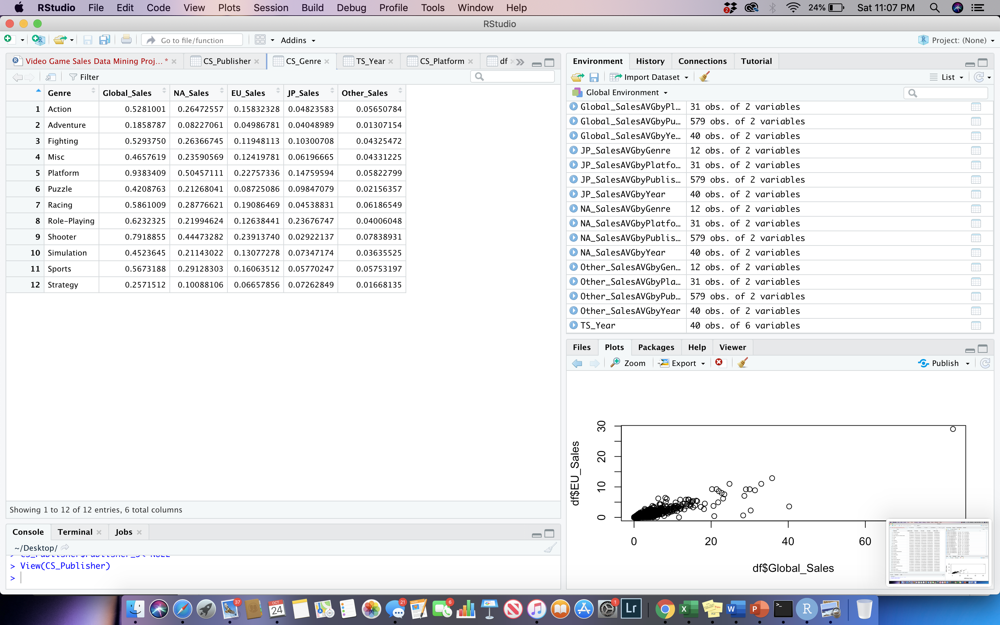 RStudio File Edit Code View Plots Session Build Debug Profile Tools Window Help 2 24% Sat 11:07 PM
RStudio
Go to file/function Addins Project: (None)
Video Game Sales Data Mining Proj... * CS_Publisher CS_Genre TS_Year CS_Platform df
Filter
Genre Global_Sales NA_Sales EU_Sales JP_Sales Other_Sales
1 Action 0.5281001 0.26472557 0.15832328 0.04823583 0.05650784
2 Adventure 0.1858787 0.08227061 0.04986781 0.04048989 0.01307154
3 Fighting 0.5293750 0.26366745 0.11948113 0.10300708 0.04325472
4 Misc 0.4657619 0.23590569 0.12419781 0.06196665 0.04331225
5 Platform 0.9383409 0.50457111 0.22757336 0.14759594 0.05822799
6 Puzzle 0.4208763 0.21268041 0.08725086 0.09847079 0.02156357
7 Racing 0.5861009 0.28776621 0.19086469 0.04538831 0.06186549
8 Role-Playing 0.6232325 0.21994624 0.12638441 0.23676747 0.04006048
9 Shooter 0.7918855 0.44473282 0.23913740 0.02922137 0.07838931
10 Simulation 0.4523645 0.21143022 0.13077278 0.07347174 0.03635525
11 Sports 0.5673188 0.29128303 0.16063512 0.05770247 0.05753197
12 Strategy 0.2571512 0.10088106 0.06657856 0.07262849 0.01668135
Showing 1 to 12 of 12 entries, 6 total columns
Console Terminal Jobs
~/Desktop/
> CS_Publisher$Publisher_5<-NULL
> View(CS_Publisher)
>
Environment History Connections Tutorial
Import Dataset List
Global Environment
Global_SalesAVGbyPl... 31 obs. of 2 variables
Global_SalesAVGbyPu... 579 obs. of 2 variables
Global_SalesAVGbyYe... 40 obs. of 2 variables
JP_SalesAVGbyGenre 12 obs. of 2 variables
JP_SalesAVGbyPlatfo... 31 obs. of 2 variables
JP_SalesAVGbyPublis... 579 obs. of 2 variables
JP_SalesAVGbyYear 40 obs. of 2 variables
NA_SalesAVGbyGenre 12 obs. of 2 variables
NA_SalesAVGbyPlatfo... 31 obs. of 2 variables
NA_SalesAVGbyPublis... 579 obs. of 2 variables
NA_SalesAVGbyYear 40 obs. of 2 variables
Other_SalesAVGbyGen... 12 obs. of 2 variables
Other_SalesAVGbyPla... 31 obs. of 2 variables
Other_SalesAVGbyPub... 579 obs. of 2 variables
Other_SalesAVGbyYear 40 obs. of 2 variables
TS_Year 40 obs. of 6 variables
Files Plots Packages Help Viewer
Zoom Export Publish
df$EU_Sales
30
20
10
0
0 20 40 60
df$Global_Sales
37 OCT 24 21 6 1 Lr X W P >_ R